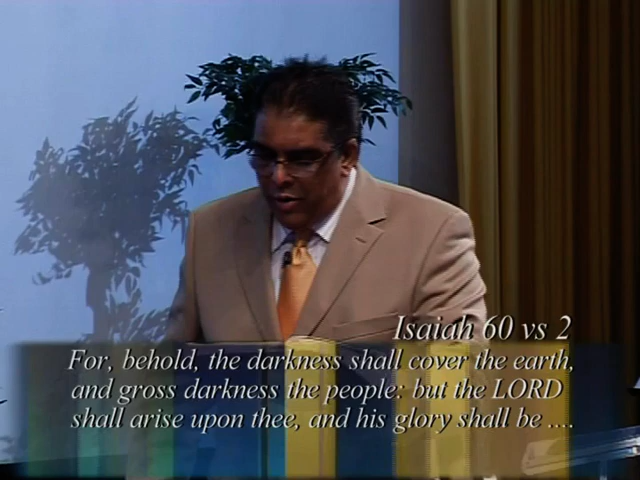 Isaiah 60 vs 2
For, behold, the darkness shall cover the earth,
and gross darkness the people: but the LORD
shall arise upon thee, and his glory shall be ....